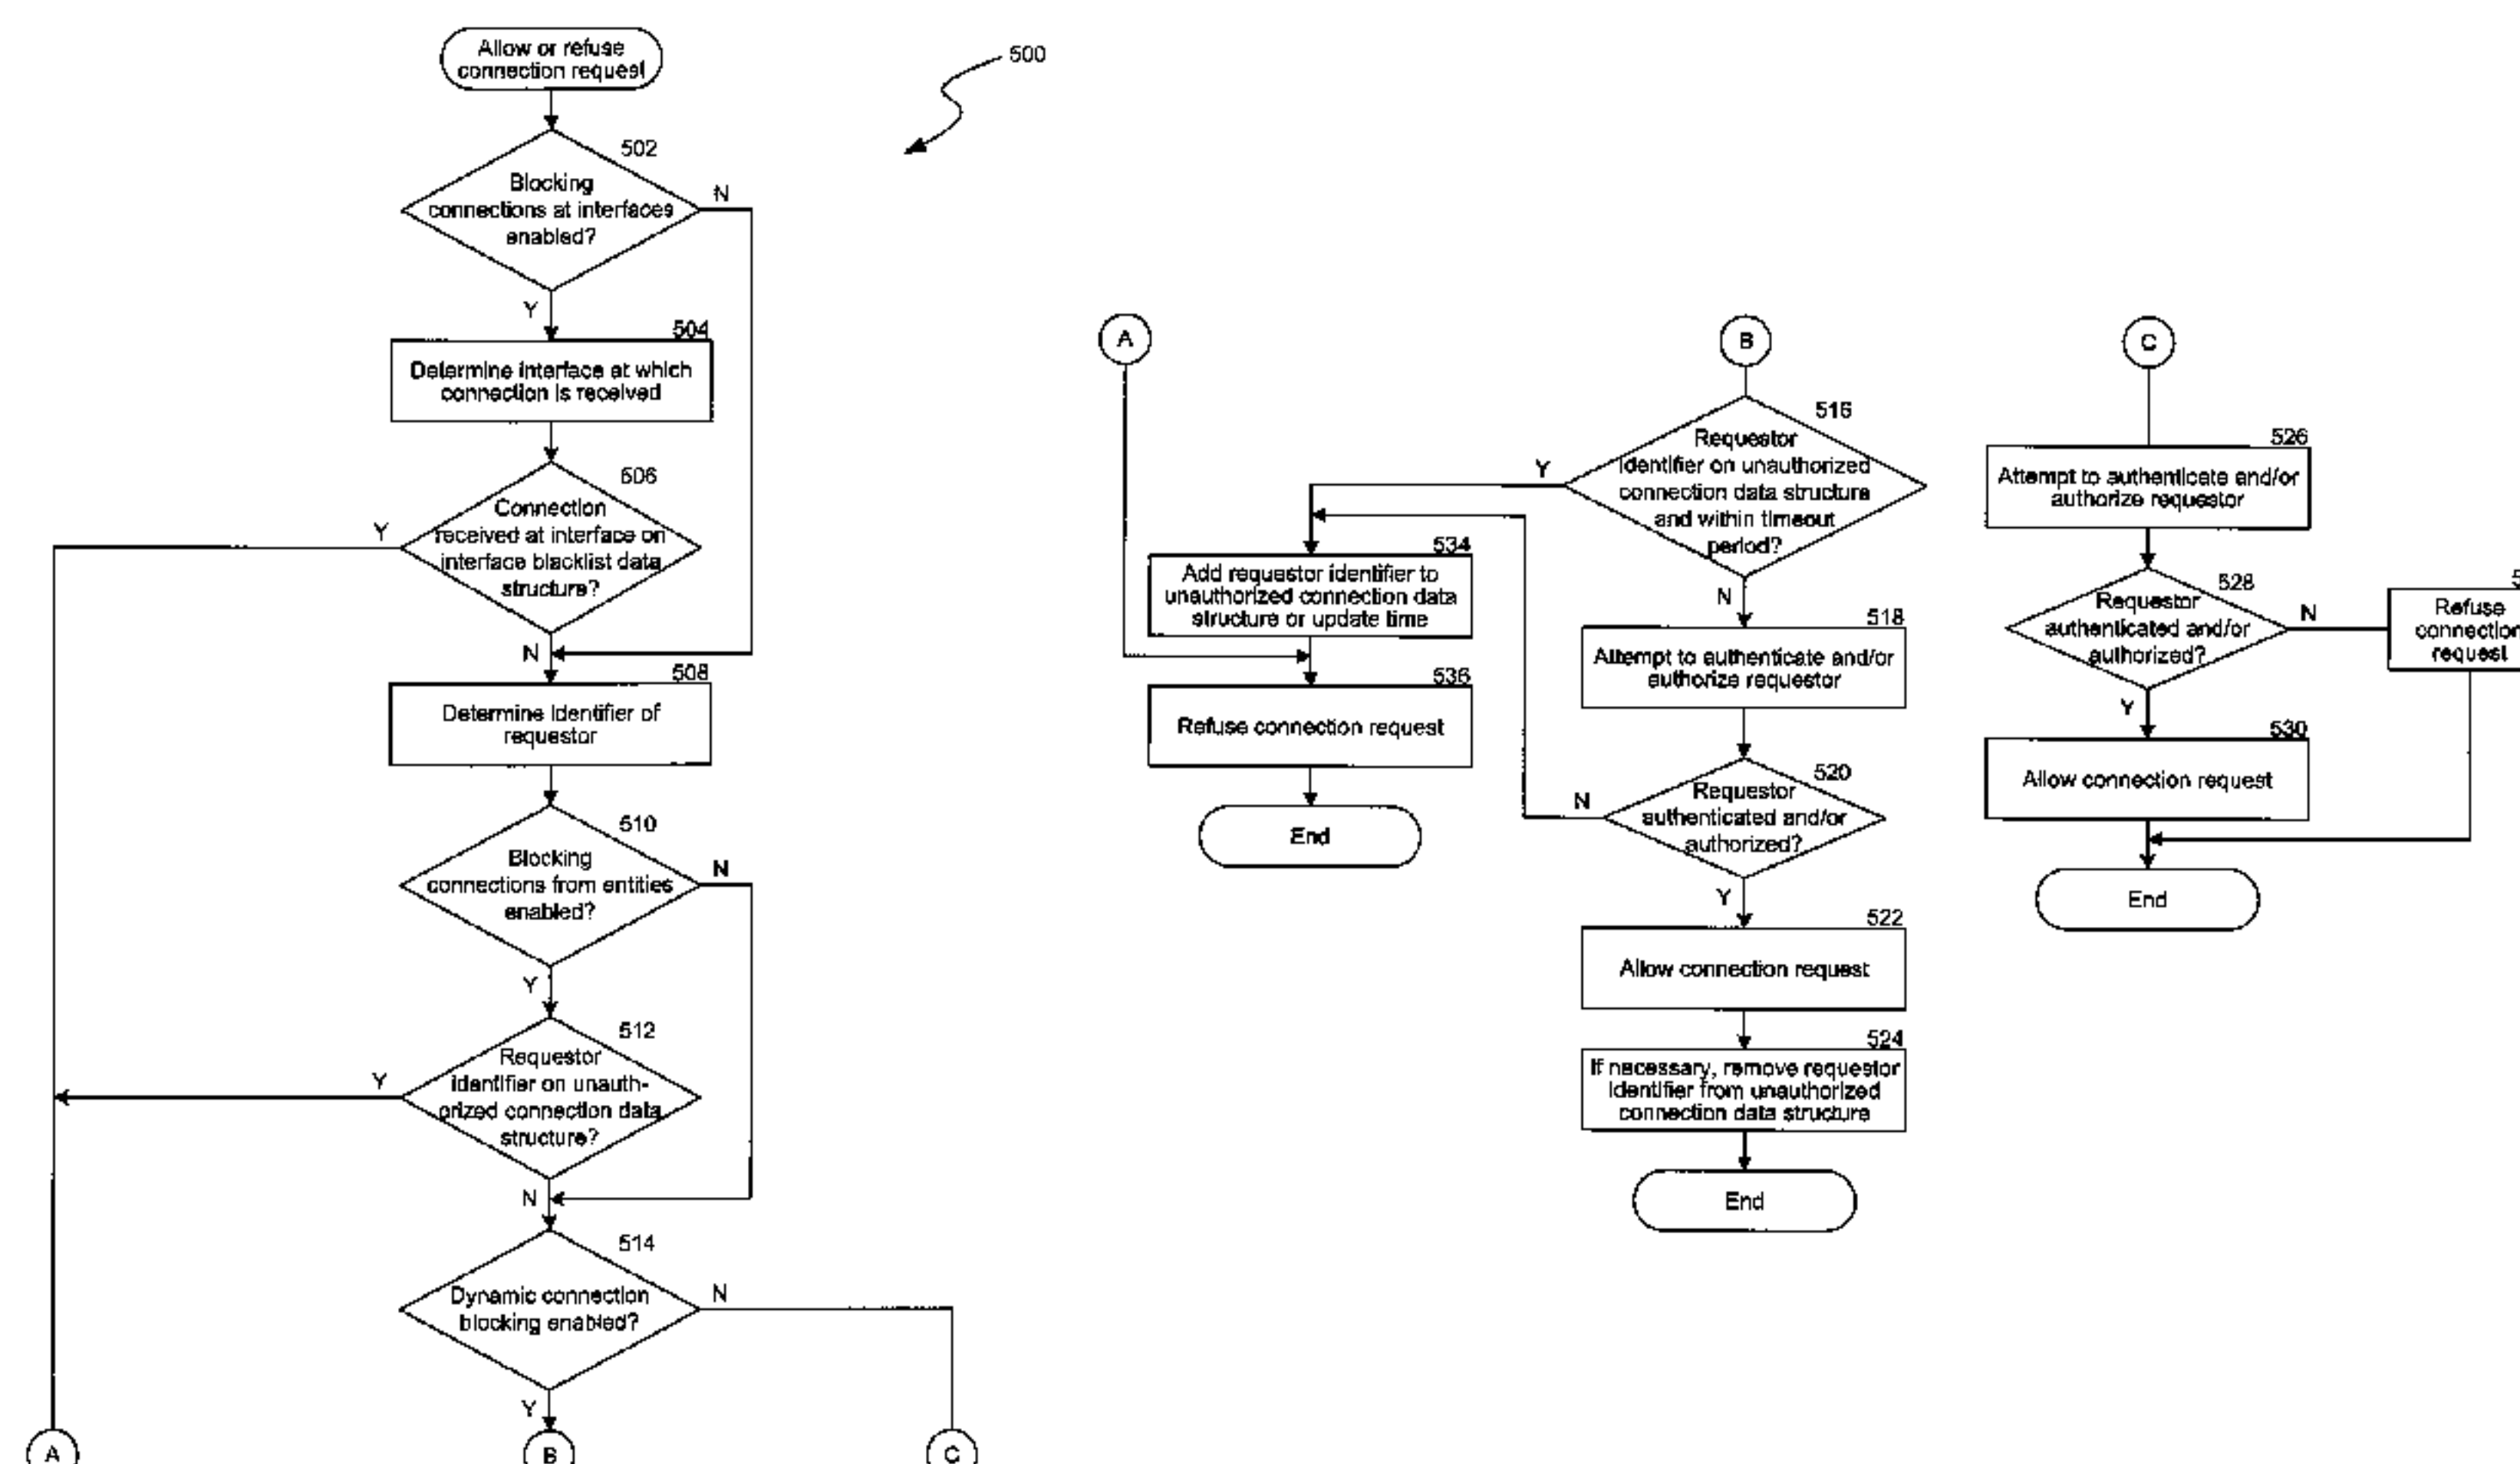 Allow or refuse
connection request
500
502
Blocking
connections at interfaces
enabled?
N
Y
504
Determine interface at which
connection is received
506
Connection
received at interface on
interface blacklist data
structure?
Y
N
508
Determine identifier of
requestor
510
Blocking
connections from entities
enabled?
N
Y
512
Requestor
identifier on unauth-
orized connection data
structure?
Y
N
514
Dynamic connection
blocking enabled?
N
Y
A
B
C
A
534
Add requestor identifier to
unauthorized connection data
structure or update time
536
Refuse connection request
End
B
516
Requestor
identifier on unauthorized
connection data structure
and within timeout
period?
Y
N
518
Attempt to authenticate and/or
authorize requestor
520
Requestor
authenticated and/or
authorized?
N
Y
522
Allow connection request
524
If necessary, remove requestor
identifier from unauthorized
connection data structure
End
C
526
Attempt to authenticate and/or
authorize requestor
528
Requestor
authenticated and/or
authorized?
N
Y
Refuse
connection
request
530
Allow connection request
End